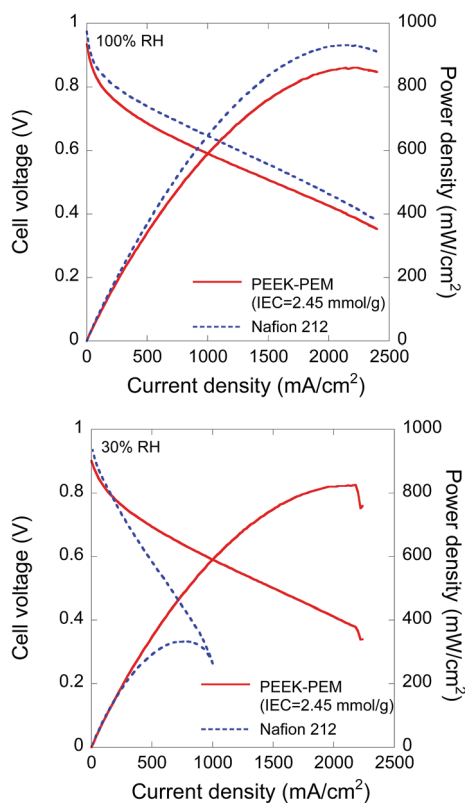 100% RH
1
0.8
0.6
0.4
0.2
0
Cell voltage (V)
1000
800
600
400
200
0
Power density (mW/cm²)
PEEK-PEM
(IEC=2.45 mmol/g)
Nafion 212
0 500 1000 1500 2000 2500
Current density (mA/cm²)
30% RH
1
0.8
0.6
0.4
0.2
0
Cell voltage (V)
1000
800
600
400
200
0
Power density (mW/cm²)
PEEK-PEM
(IEC=2.45 mmol/g)
Nafion 212
0 500 1000 1500 2000 2500
Current density (mA/cm²)